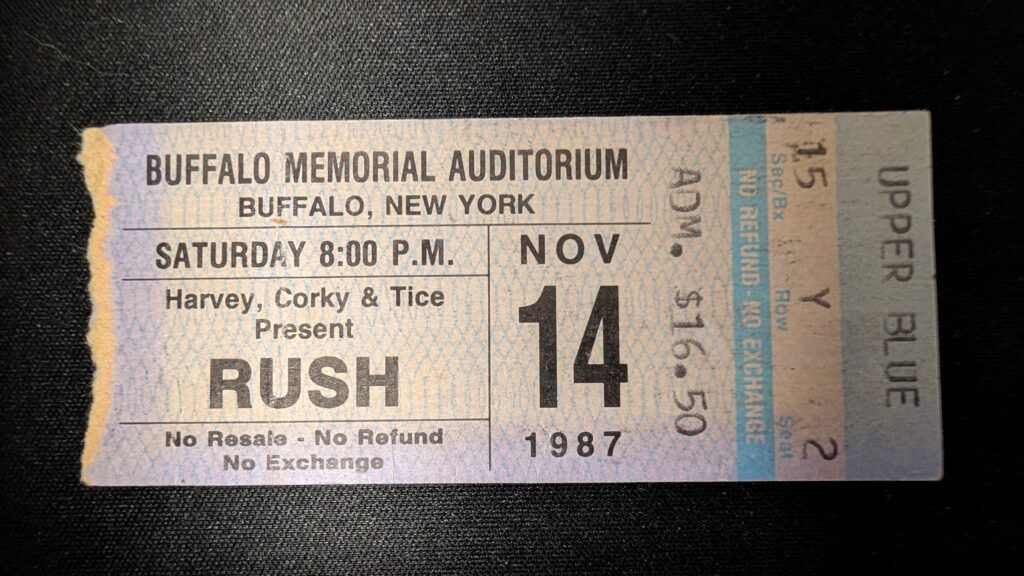 BUFFALO MEMORIAL AUDITORIUM
BUFFALO, NEW YORK
SATURDAY 8:00 P.M.
Harvey, Corky & Tice
Present
RUSH
No Resale - No Refund
No Exchange
NOV
14
1987
ADM. $16.50
NO REFUND - NO EXCHANGE
Sec/Bx Row Seat
15 Y 2
UPPER BLUE